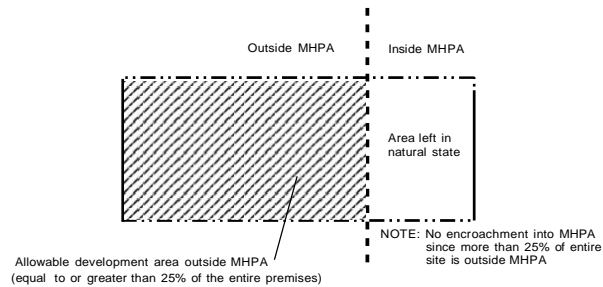 Outside MHPA
Inside MHPA
Area left in
natural state
NOTE: No encroachment into MHPA
since more than 25% of entire
site is outside MHPA
Allowable development area outside MHPA
(equal to or greater than 25% of the entire premises)